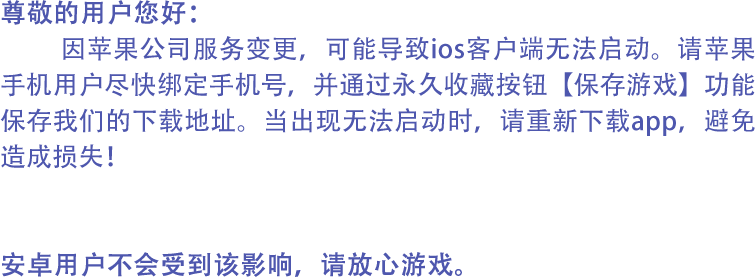 尊敬的用户您好：
因苹果公司服务变更，可能导致ios客户端无法启动。请苹果
手机用户尽快绑定手机号，并通过永久收藏按钮【保存游戏】功能
保存我们的下载地址。当出现无法启动时，请重新下载app，避免
造成损失！
安卓用户不会受到该影响，请放心游戏。